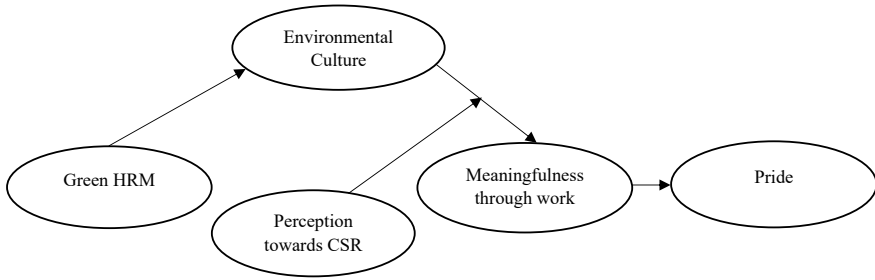 Environmental
Culture
Green HRM
Perception
towards CSR
Meaningfulness
through work
Pride